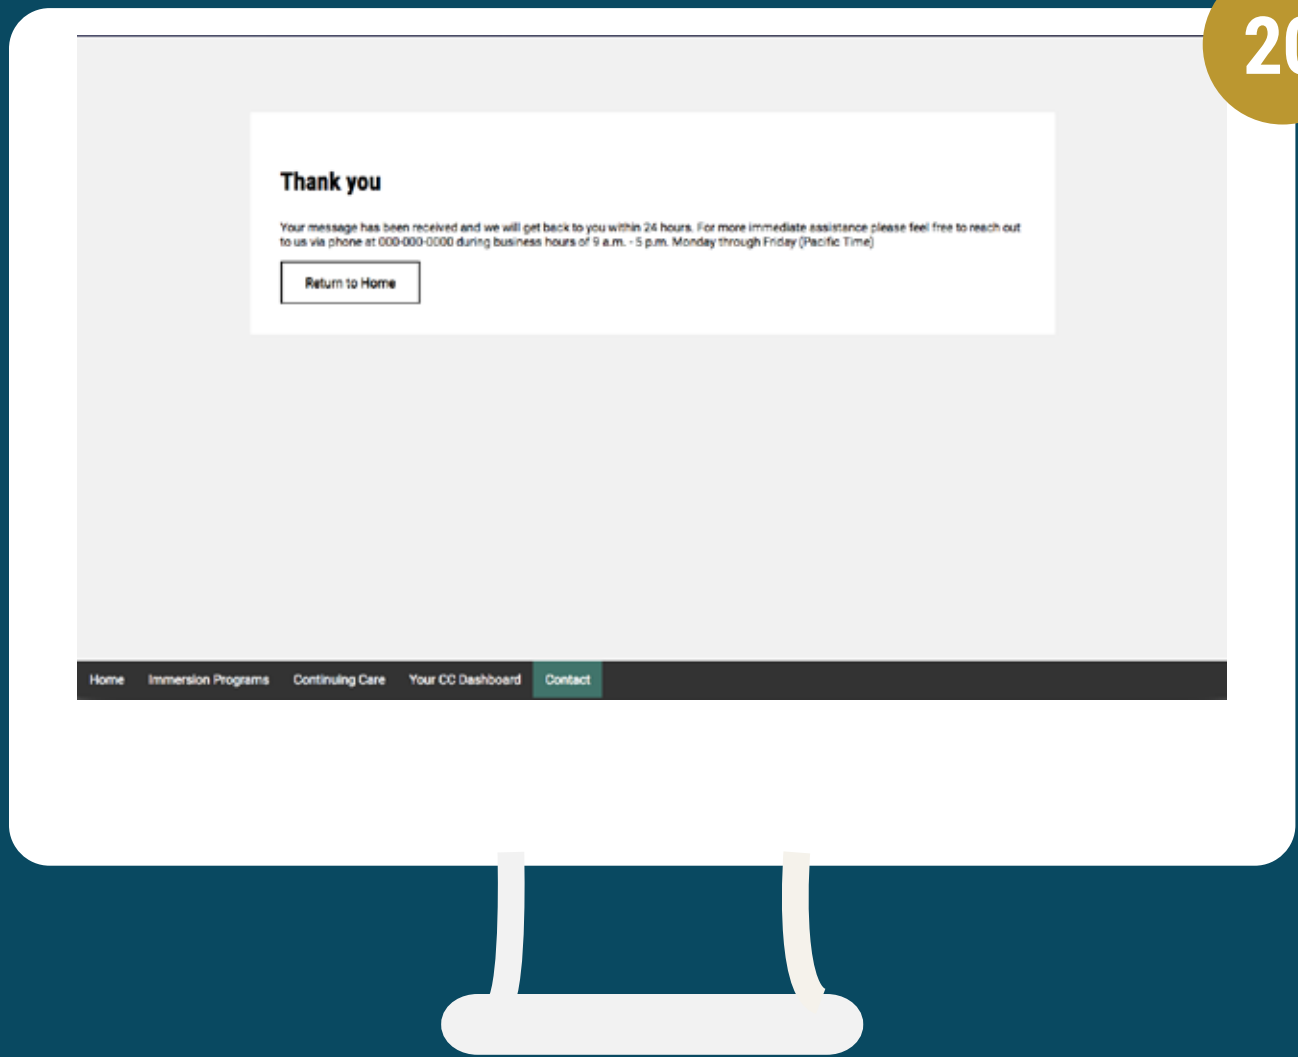 20
Thank you
Your message has been received and we will get back to you within 24 hours. For more immediate assistance please feel free to reach out
to us via phone at 000-000-0000 during business hours of 9 a.m. - 5 p.m. Monday through Friday (Pacific Time)
Return to Home
Home Immersion Programs Continuing Care Your CC Dashboard Contact